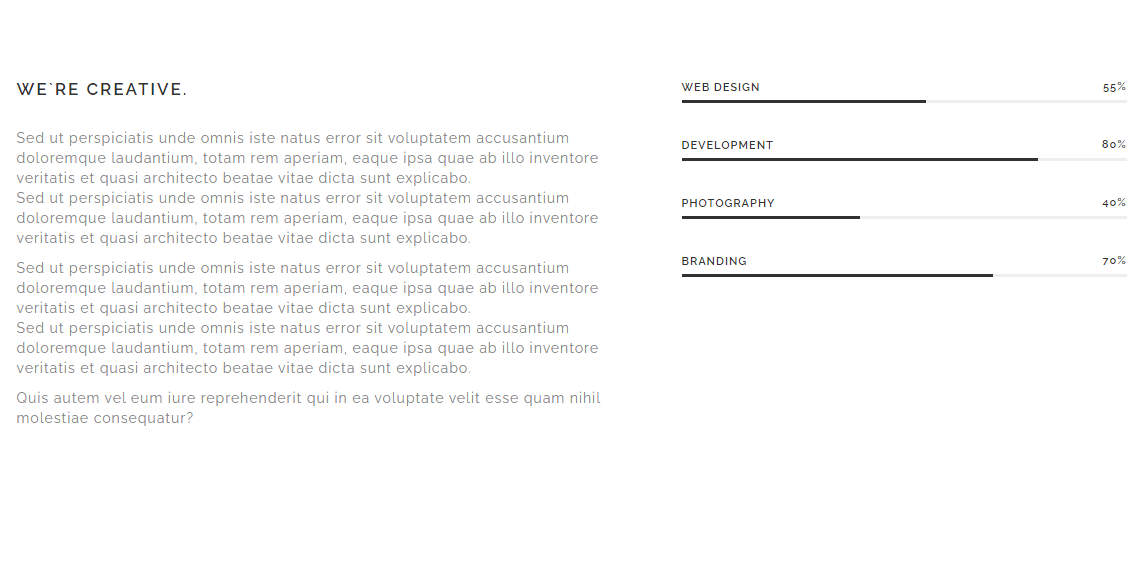 WE`RE CREATIVE.
Sed ut perspiciatis unde omnis iste natus error sit voluptatem accusantium
doloremque laudantium, totam rem aperiam, eaque ipsa quae ab illo inventore
veritatis et quasi architecto beatae vitae dicta sunt explicabo.
Sed ut perspiciatis unde omnis iste natus error sit voluptatem accusantium
doloremque laudantium, totam rem aperiam, eaque ipsa quae ab illo inventore
veritatis et quasi architecto beatae vitae dicta sunt explicabo.
Sed ut perspiciatis unde omnis iste natus error sit voluptatem accusantium
doloremque laudantium, totam rem aperiam, eaque ipsa quae ab illo inventore
veritatis et quasi architecto beatae vitae dicta sunt explicabo.
Sed ut perspiciatis unde omnis iste natus error sit voluptatem accusantium
doloremque laudantium, totam rem aperiam, eaque ipsa quae ab illo inventore
veritatis et quasi architecto beatae vitae dicta sunt explicabo.
Quis autem vel eum iure reprehenderit qui in ea voluptate velit esse quam nihil
molestiae consequatur?
WEB DESIGN 55%
DEVELOPMENT 80%
PHOTOGRAPHY 40%
BRANDING 70%